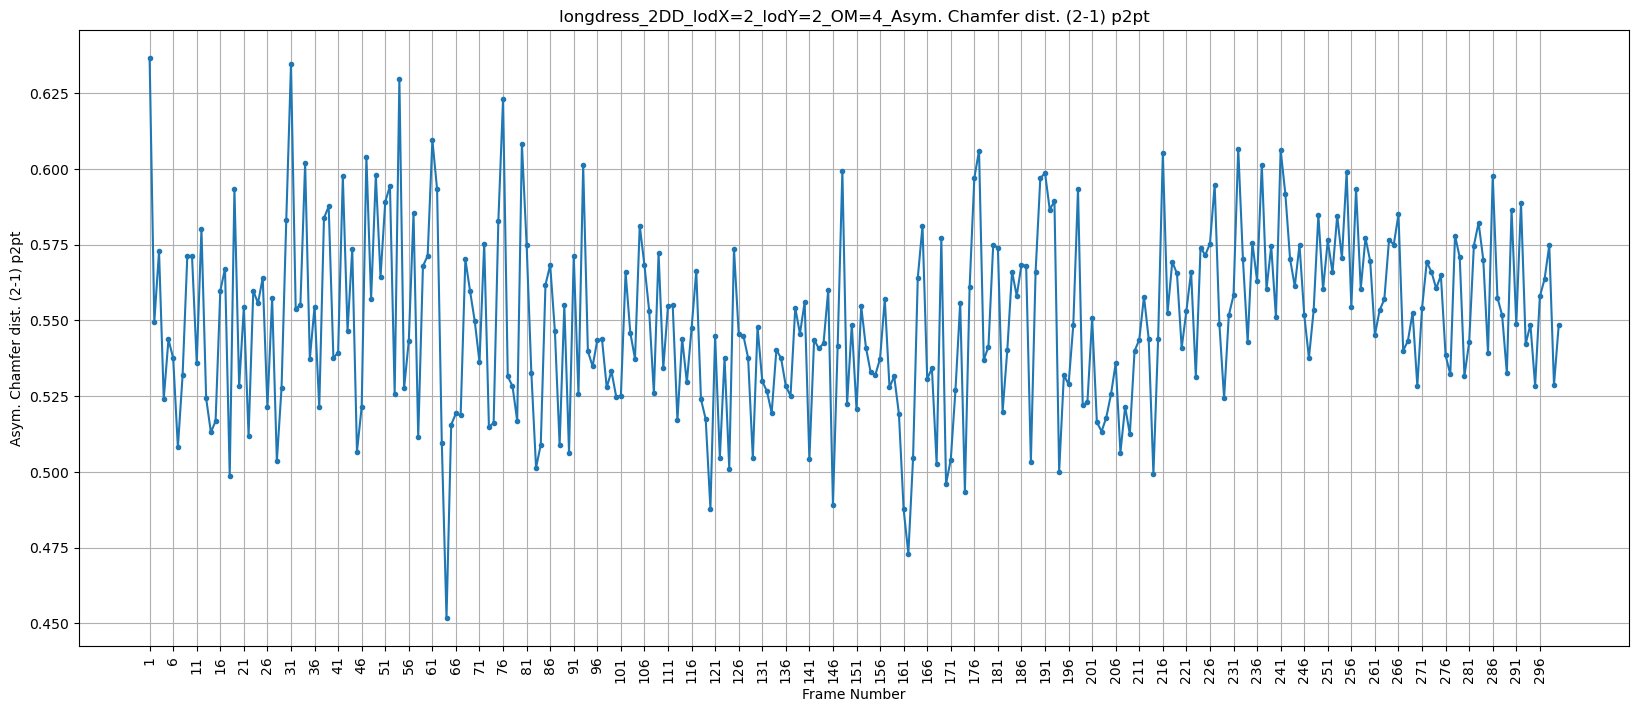 longdress_2DD_lodX=2_lodY=2_OM=4_Asym. Chamfer dist. (2-1) p2pt
Asym. Chamfer dist. (2-1) p2pt
0.625
0.600
0.575
0.550
0.525
0.500
0.475
0.450
1 6 11 16 21 26 31 36 41 46 51 56 61 66 71 76 81 86 91 96 101 106 111 116 121 126 131 136 141 146 151 156 161 166 171 176 181 186 191 196 201 206 211 216 221 226 231 236 241 246 251 256 261 266 271 276 281 286 291 296
Frame Number